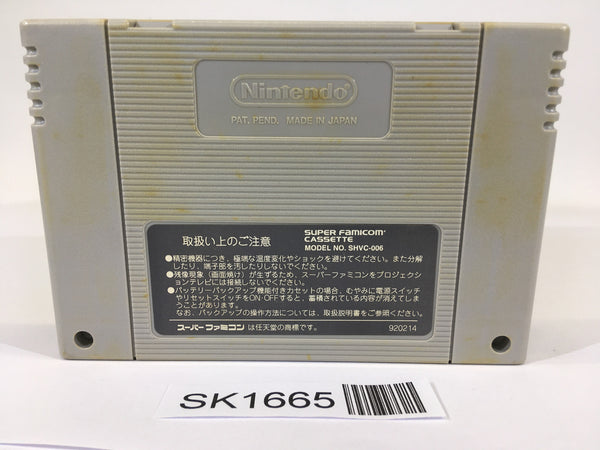 Nintendo®
PAT. PEND. MADE IN JAPAN
取扱い上のご注意
SUPER FAMICOM®
CASSETTE
MODEL NO. SHVC-006
●精密機器につき、極端な温度変化やショックを避けてください。また分解
したり、端子部を汚したりしないでください。
●残像現象（画面焼け）が生ずるため、スーパーファミコンをプロジェクシ
ョンテレビには接続しないでください。
●バッテリーバックアップ機能付きカセットの場合、むやみに電源スイッチ
やリセットスイッチをON・OFFすると、蓄積されている内容が消えてしま
うことがあります。
なお、バックアップの操作方法については、取扱説明書をご参照ください。
スーパーファミコン は任天堂の商標です。
920214
SK1665